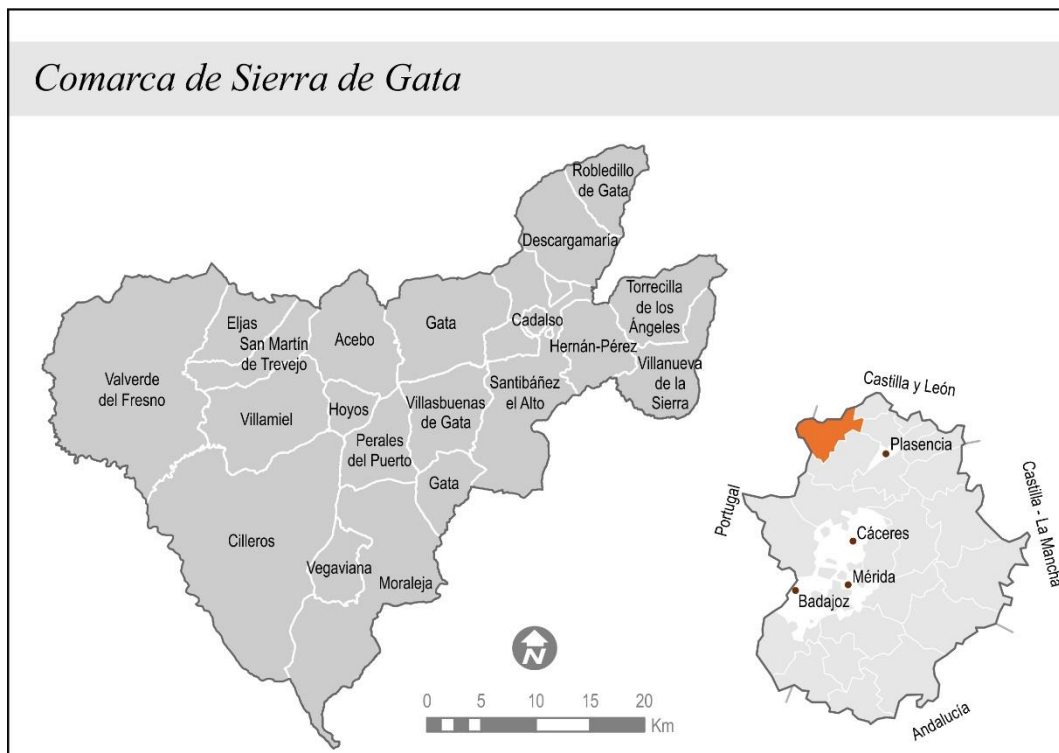 Comarca de Sierra de Gata
Robledillo
de Gata
Descargamaría
Torrecilla
de los
Ángeles
Eljas
San Martín
de Trevejo
Acebo
Gata
Cadalso
Hernán-Pérez
Villanueva
de la
Sierra
Valverde
del Fresno
Villamiel
Hoyos
Villasbuenas
de Gata
Santibáñez
el Alto
Perales
del Puerto
Gata
Cilleros
Vegaviana
Moraleja
N
0 5 10 15 20
Km
Castilla y León
Plasencia
Portugal
Castilla - La Mancha
Cáceres
Mérida
Badajoz
Andalucía